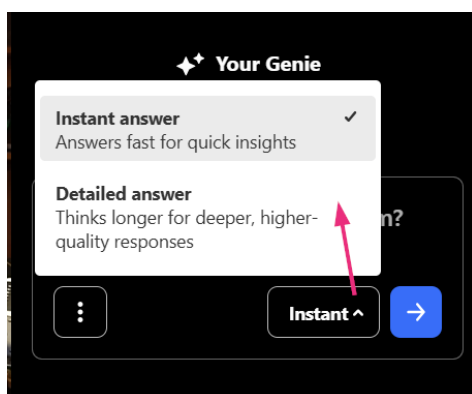 Your Genie
Instant answer
Answers fast for quick insights
Detailed answer
Thinks longer for deeper, higher-
quality responses
?
Instant